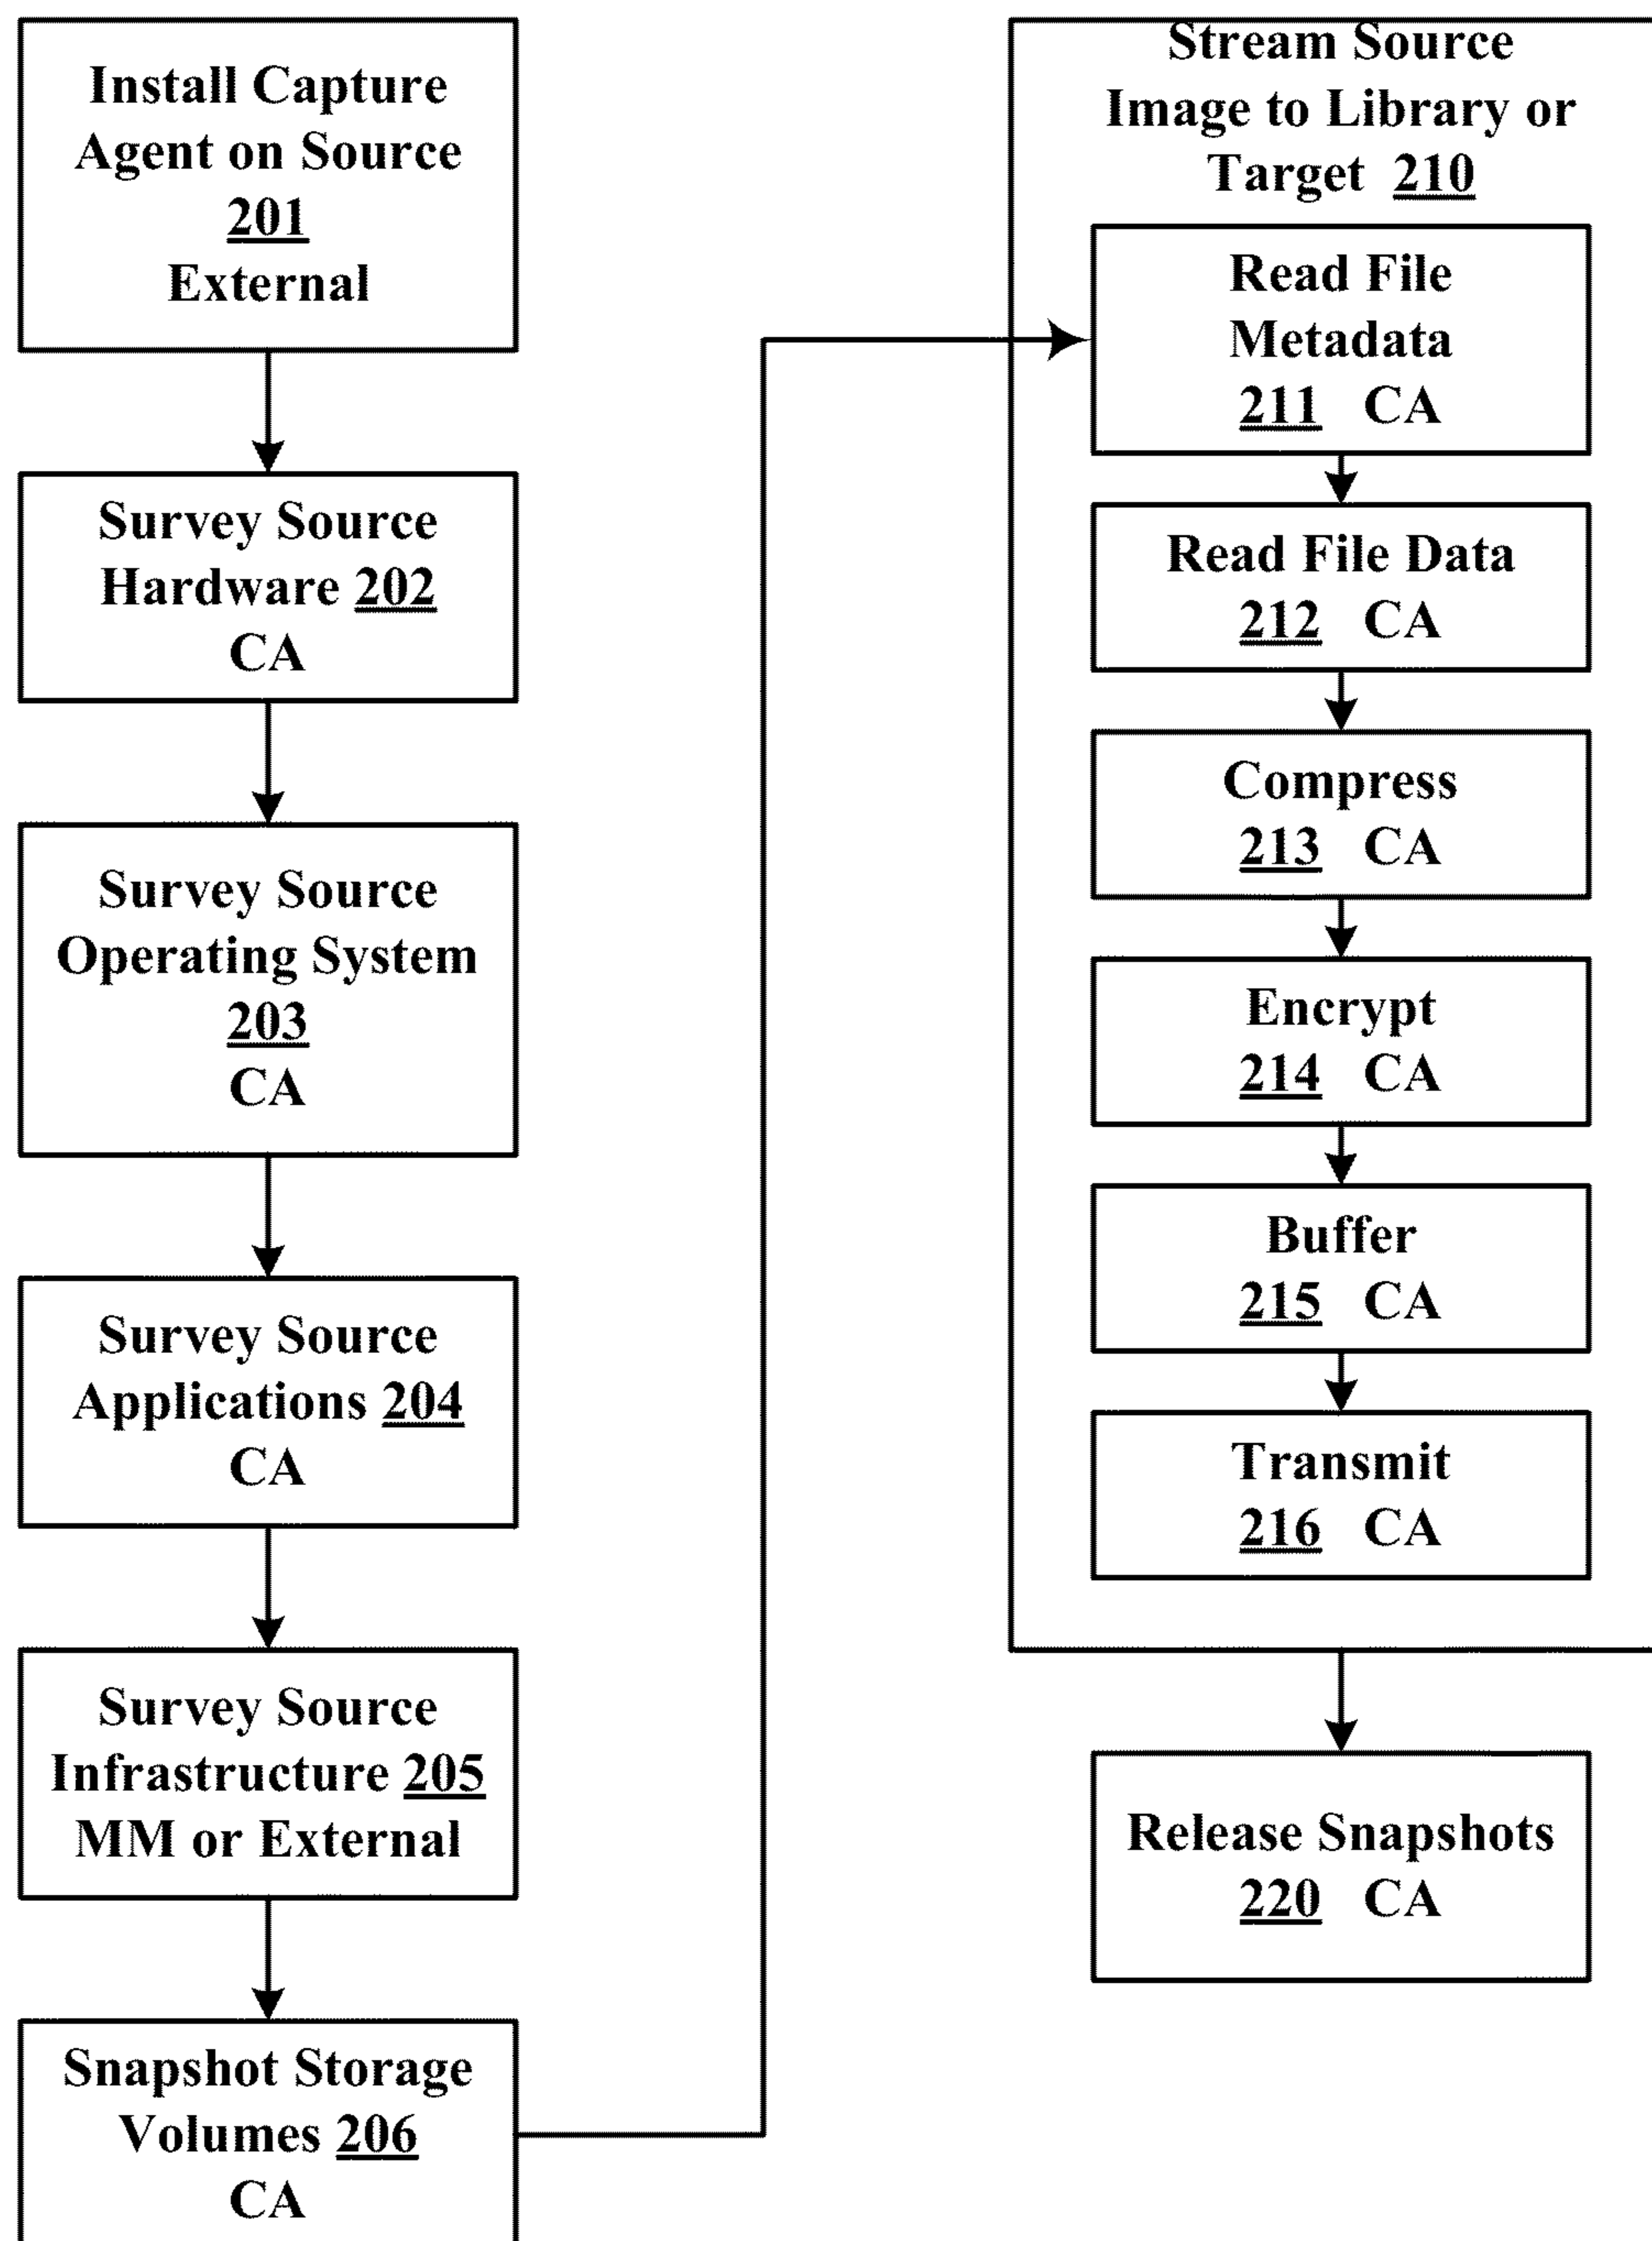 Install Capture
Agent on Source
201
External
Survey Source
Hardware 202
CA
Survey Source
Operating System
203
CA
Survey Source
Applications 204
CA
Survey Source
Infrastructure 205
MM or External
Snapshot Storage
Volumes 206
CA
Stream Source
Image to Library or
Target 210
Read File
Metadata
211 CA
Read File Data
212 CA
Compress
213 CA
Encrypt
214 CA
Buffer
215 CA
Transmit
216 CA
Release Snapshots
220 CA